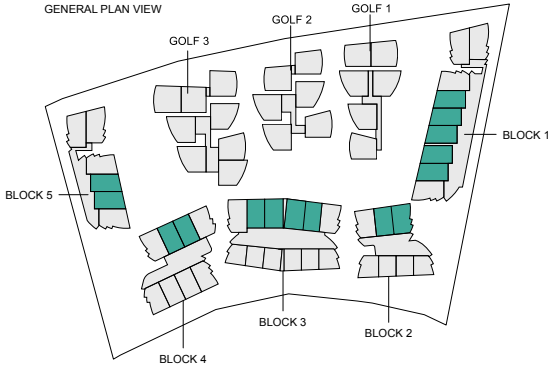 GENERAL PLAN VIEW
GOLF 1
GOLF 2
GOLF 3
BLOCK 1
BLOCK 5
BLOCK 3
BLOCK 2
BLOCK 4